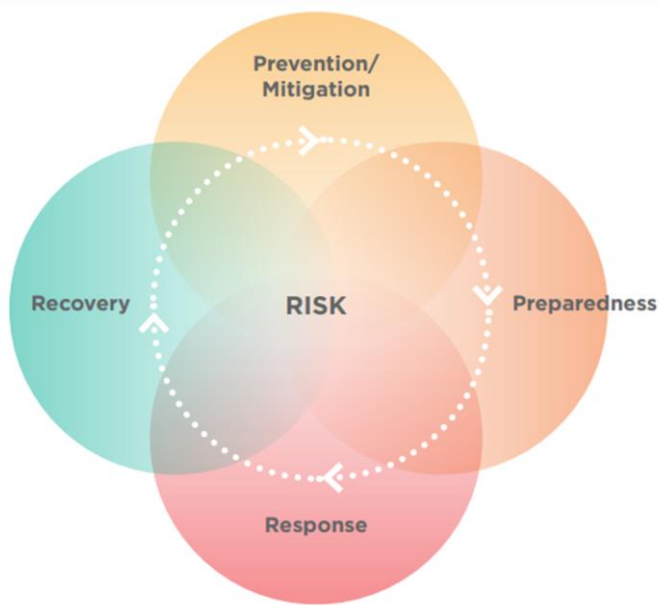 Prevention/
Mitigation
Recovery
RISK
Preparedness
Response